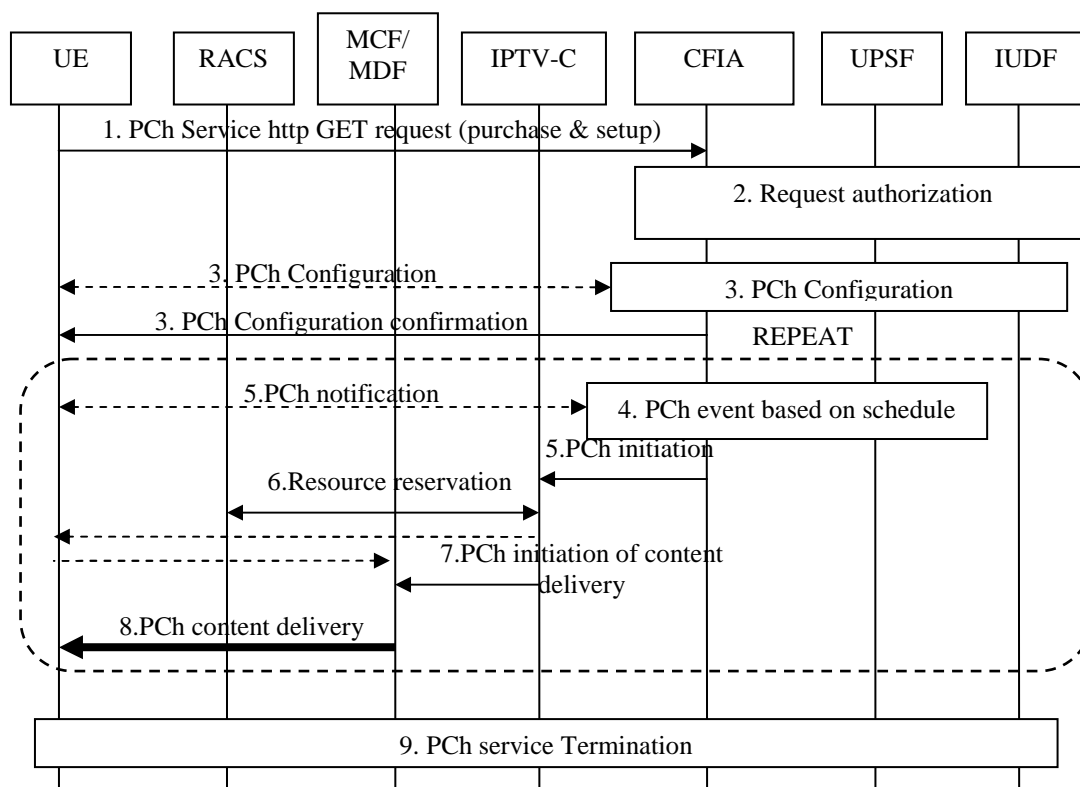 UE
RACS
MCF/
MDF
IPTV-C
CFIA
UPSF
IUDF
1. PCh Service http GET request (purchase & setup)
2. Request authorization
3. PCh Configuration
3. PCh Configuration
3. PCh Configuration confirmation
REPEAT
5.PCh notification
4. PCh event based on schedule
5.PCh initiation
6.Resource reservation
7.PCh initiation of content
delivery
8.PCh content delivery
9. PCh service Termination